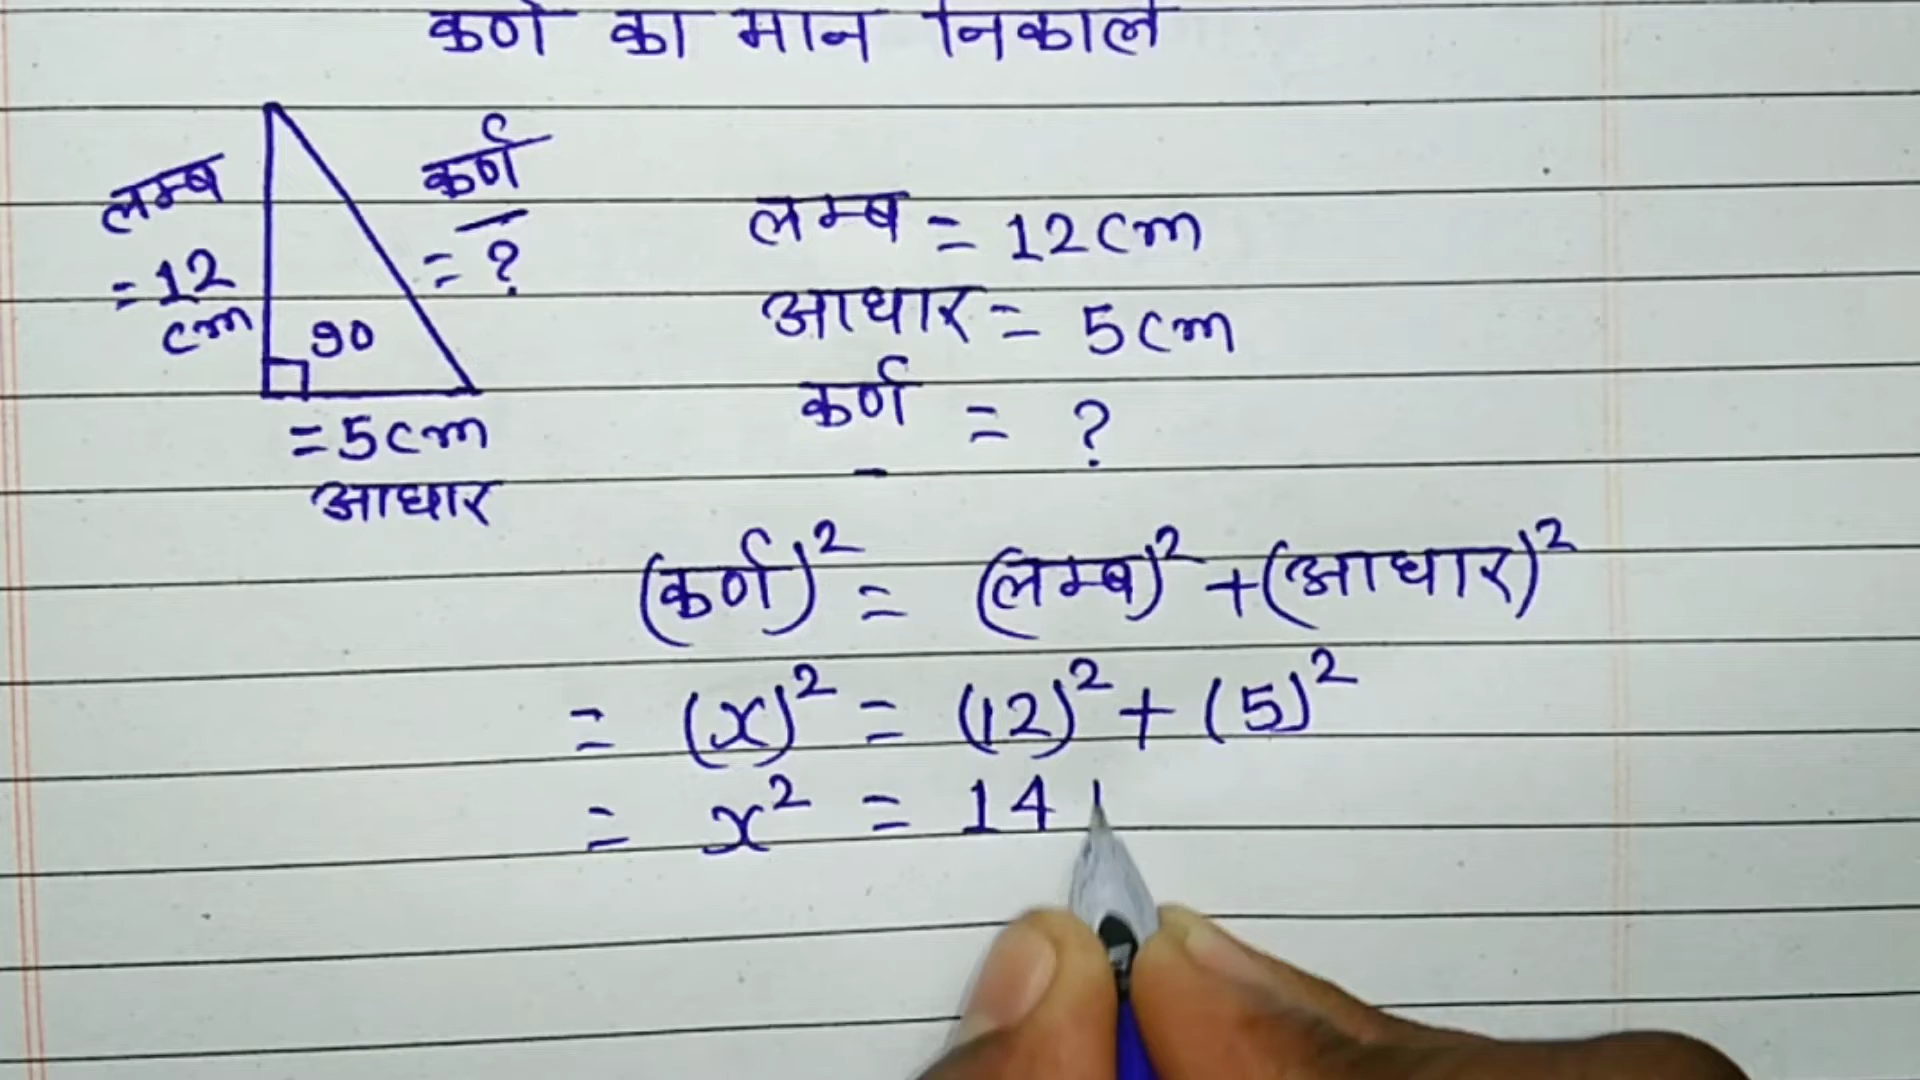 कर्ण का मान निकाले
लम्ब
= 12
cm
कर्ण
= ?
90
= 5cm
आधार
लम्ब = 12cm
आधार = 5cm
कर्ण = ?
(कर्ण)² = (लम्ब)² + (आधार)²
= (x)² = (12)² + (5)²
= x² = 14